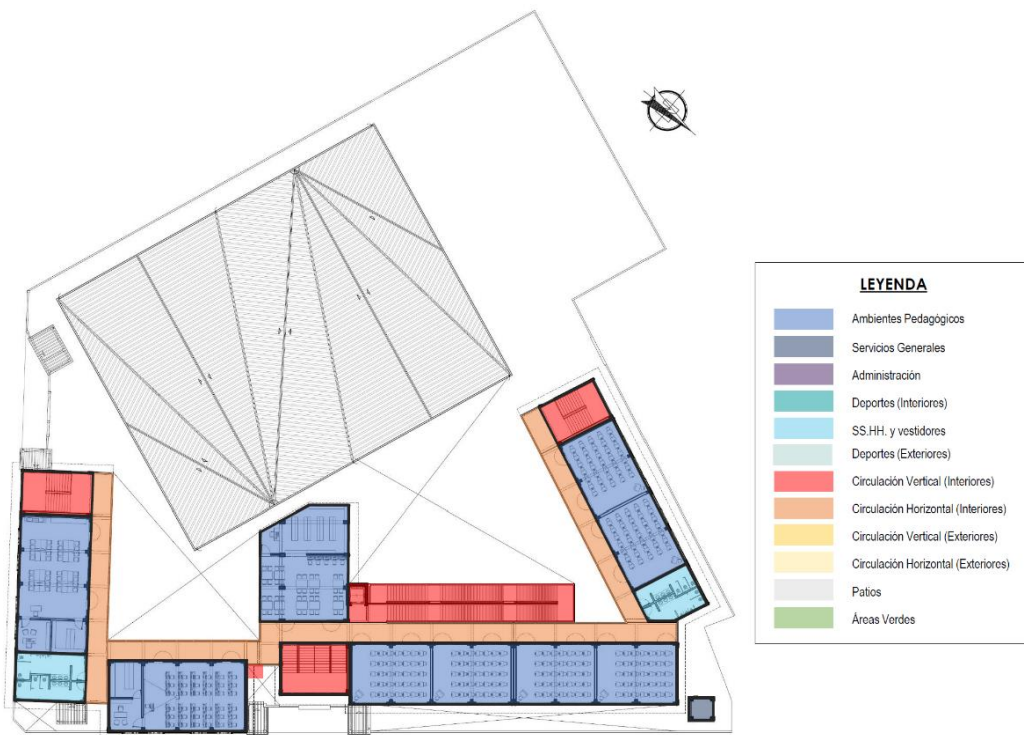 LEYENDA
Ambientes Pedagógicos
Servicios Generales
Administración
Deportes (Interiores)
SS.HH. y vestidores
Deportes (Exteriores)
Circulación Vertical (Interiores)
Circulación Horizontal (Interiores)
Circulación Vertical (Exteriores)
Circulación Horizontal (Exteriores)
Patios
Áreas Verdes